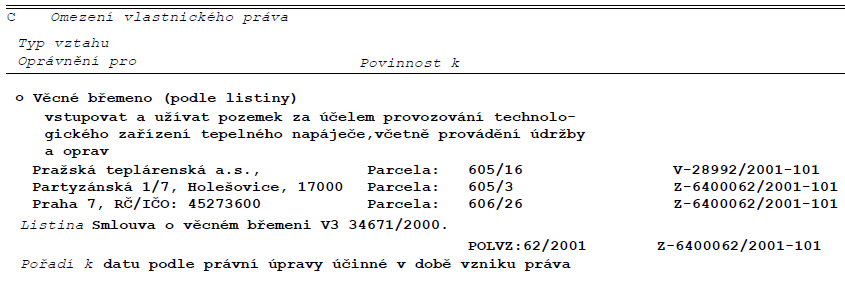 C Omezení vlastnického práva
Typ vztahu
Oprávnění pro Povinnost k
o Věcné břemeno (podle listiny)
vstupovat a užívat pozemek za účelem provozování technolo-
gického zařízení tepelného napáječe,včetně provádění údržby
a oprav
Pražská teplárenská a.s., Parcela: 605/16 V-28992/2001-101
Partyzánská 1/7, Holešovice, 17000 Parcela: 605/3 Z-6400062/2001-101
Praha 7, RČ/IČO: 45273600 Parcela: 606/26 Z-6400062/2001-101
Listina Smlouva o věcném břemeni V3 34671/2000.
POLVZ:62/2001 Z-6400062/2001-101
Pořadí k datu podle právní úpravy účinné v době vzniku práva